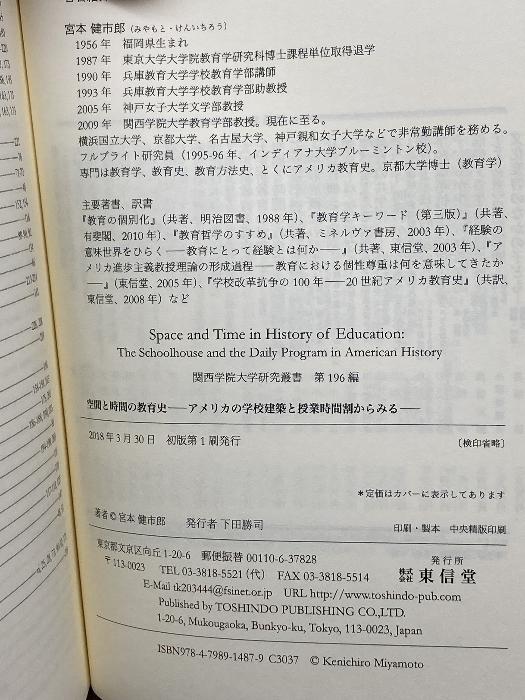 宮本 健市郎（みやもと・けんいちろう）
1956年　福岡県生まれ
1987年　東京大学大学院教育学研究科博士課程単位取得退学
1990年　兵庫教育大学学校教育学部講師
1993年　兵庫教育大学学校教育学部助教授
2005年　神戸女子大学文学部教授
2009年　関西学院大学教育学部教授。現在に至る。
横浜国立大学、京都大学、名古屋大学、神戸親和女子大学などで非常勤講師を務める。
フルブライト研究員（1995-96年、インディアナ大学ブルーミントン校）。
専門は教育学、教育史、教育方法史、とくにアメリカ教育史。京都大学博士（教育学）
主要著書、訳書
『教育の個別化』（共著、明治図書、1988年）、『教育学キーワード（第三版）』（共著、
有斐閣、2010年）、『教育哲学のすすめ』（共著、ミネルヴァ書房、2003年）、『経験の
意味世界をひらく――教育にとって経験とは何か――』（共著、東信堂、2003年）、『ア
メリカ進歩主義教授理論の形成過程――教育における個性尊重は何を意味してきたか
――』（東信堂、2005年）、『学校改革抗争の100年――20世紀アメリカ教育史』（共訳、
東信堂、2008年）など
Space and Time in History of Education:
The Schoolhouse and the Daily Program in American History
関西学院大学研究叢書　第196編
空間と時間の教育史――アメリカの学校建築と授業時間割からみる――
2018年3月30日　初版第1刷発行　〔検印省略〕
＊定価はカバーに表示してあります
著者©宮本 健市郎　発行者 下田勝司　印刷・製本　中央精版印刷
東京都文京区向丘1-20-6　郵便振替00110-6-37828　発行所
〒113-0023　TEL 03-3818-5521（代）　FAX 03-3818-5514　株式会社 東信堂
E-Mail tk203444@fsinet.or.jp　URL http://www.toshindo-pub.com
Published by TOSHINDO PUBLISHING CO.,LTD.
1-20-6, Mukougaoka, Bunkyo-ku, Tokyo, 113-0023, Japan
ISBN978-4-7989-1487-9 C3037　© Kenichiro Miyamoto